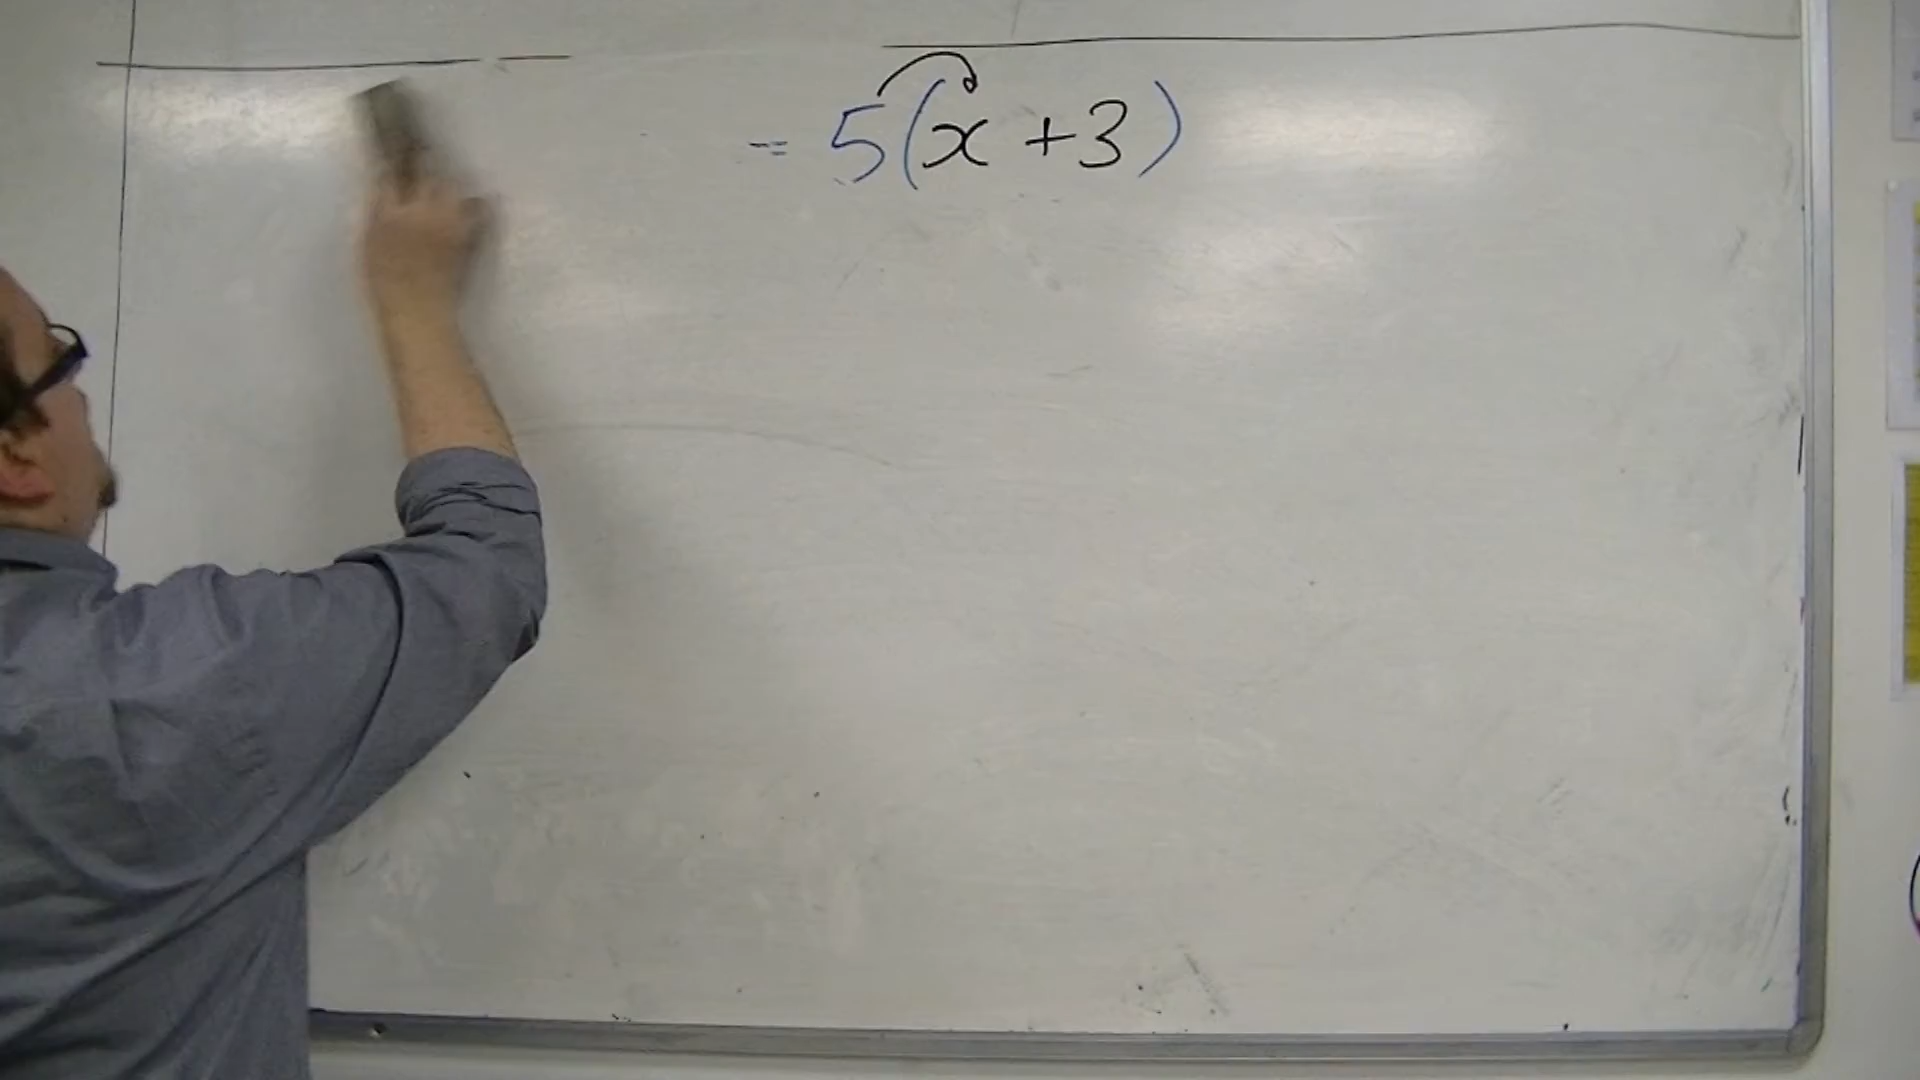 = 5(x + 3)